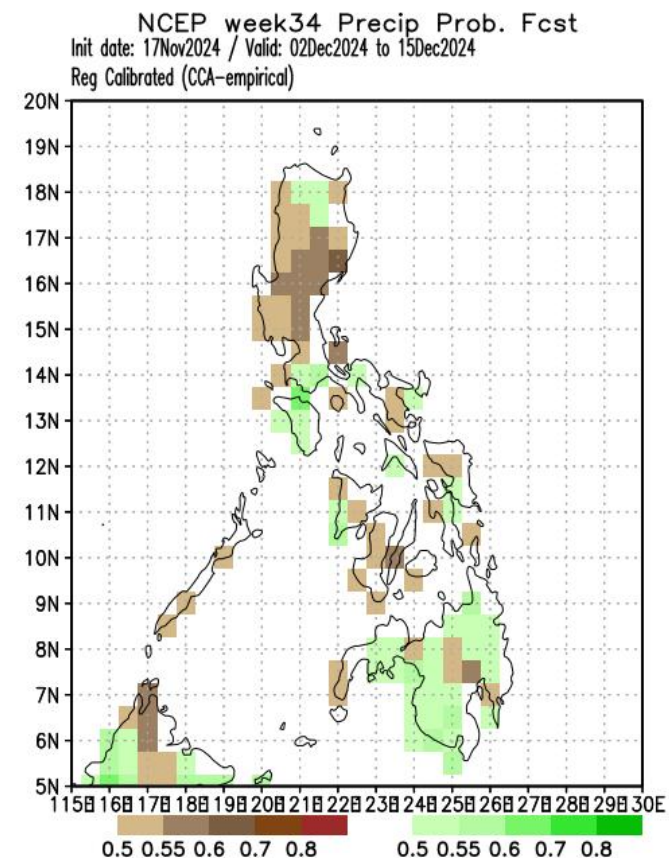 NCEP week34 Precip Prob. Fcst
Init date: 17Nov2024 / Valid: 02Dec2024 to 15Dec2024
Reg Calibrated (CCA-empirical)
20N
19N
18N
17N
16N
15N
14N
13N
12N
11N
10N
9N
8N
7N
6N
5N
115E 116E 117E 118E 119E 120E 121E 122E 123E 124E 125E 126E 127E 128E 129E 130E
0.5 0.55 0.6 0.7 0.8 0.5 0.55 0.6 0.7 0.8